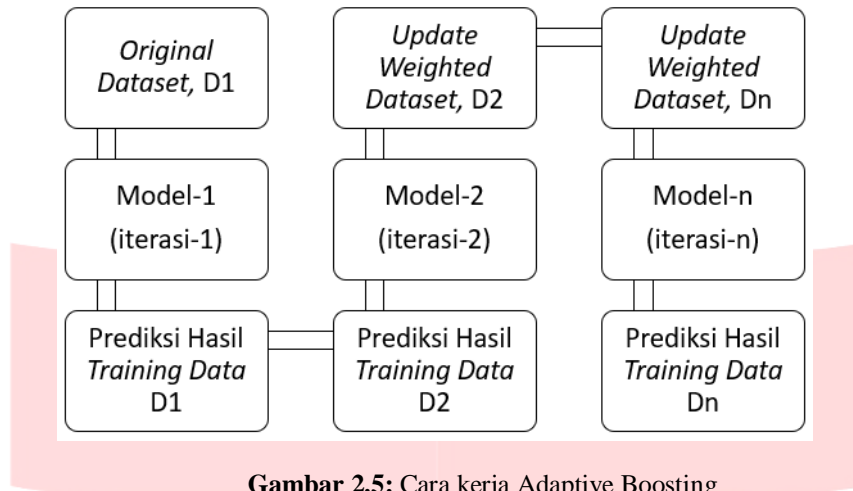 Original
Dataset, D1
Update
Weighted
Dataset, D2
Update
Weighted
Dataset, Dn
Model-1
(iterasi-1)
Model-2
(iterasi-2)
Model-n
(iterasi-n)
Prediksi Hasil
Training Data
D1
Prediksi Hasil
Training Data
D2
Prediksi Hasil
Training Data
Dn
Gambar 2.5: Cara kerja Adaptive Boosting